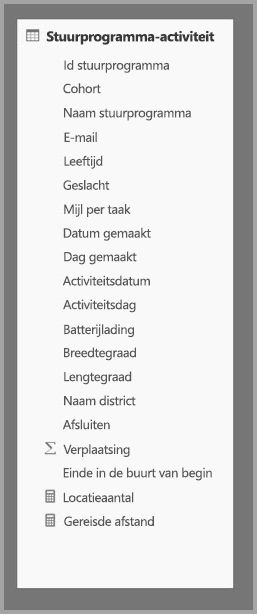 Stuurprogramma-activiteit
Id stuurprogramma
Cohort
Naam stuurprogramma
E-mail
Leeftijd
Geslacht
Mijl per taak
Datum gemaakt
Dag gemaakt
Activiteitsdatum
Activiteitsdag
Batterijlading
Breedtegraad
Lengtegraad
Naam district
Afsluiten
Verplaatsing
Einde in de buurt van begin
Locatieaantal
Gereisde afstand